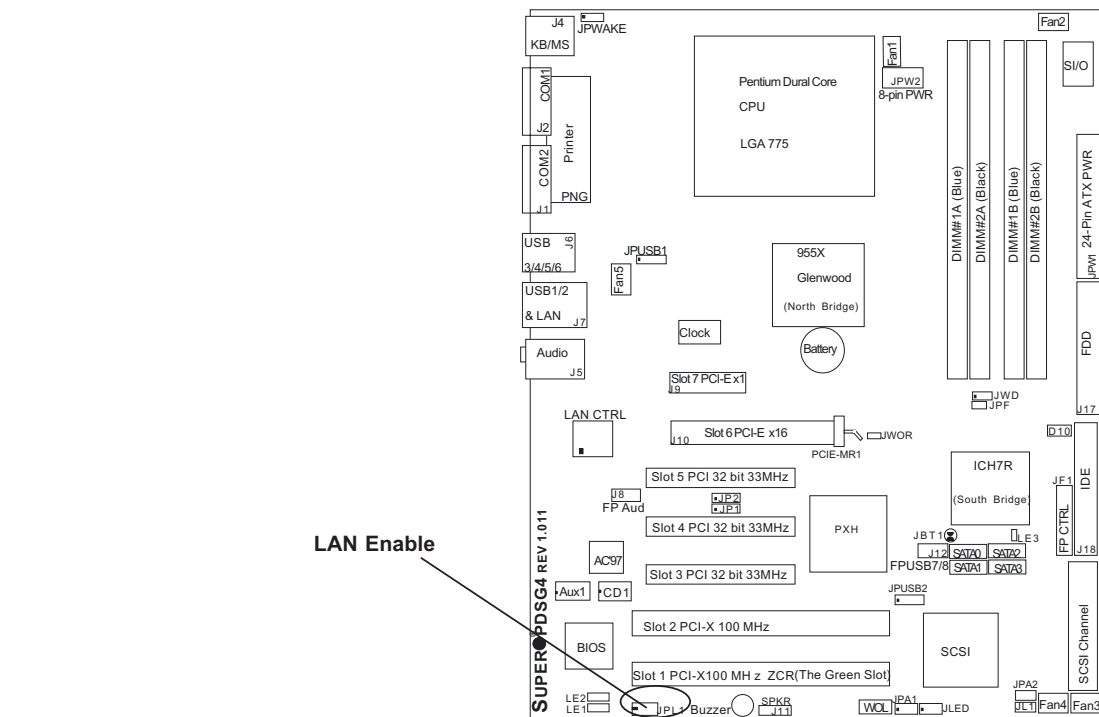 J4
KB/MS
JPWAKE
Fan2
Fan1
JPW2
8-pin PWR
SI/O
Pentium Dural Core
CPU
LGA 775
COM1
J2
Printer
COM2
J1
PNG
DIMM#1A (Blue)
DIMM#2A (Black)
DIMM#1B (Blue)
DIMM#2B (Black)
24-Pin ATX PWR
JPW1
USB
J6
3/4/5/6
JPUSB1
Fan5
955X
Glenwood
(North Bridge)
USB1/2
& LAN
J7
Clock
Battery
FDD
J17
Audio
J5
Slot 7 PCI-E x1
J9
JWD
JPF
LAN CTRL
Slot 6 PCI-E x16
J10
PCIE-MR1
JWOR
D10
ICH7R
(South Bridge)
JF1
FP CTRL
IDE
J18
Slot 5 PCI 32 bit 33MHz
J8
FP Aud
JP2
JP1
Slot 4 PCI 32 bit 33MHz
PXH
JBT1
LE3
J12
SATA0
SATA2
FPUSB7/8
SATA1
SATA3
LAN Enable
AC'97
Slot 3 PCI 32 bit 33MHz
Aux1
CD1
JPUSB2
Slot 2 PCI-X 100 MHz
SUPER PDSG4 REV 1.011
BIOS
SCSI
SCSI Channel
Slot 1 PCI-X100 MH z ZCR(The Green Slot)
LE2
LE1
JPL1
Buzzer
SPKR
J11
WOL
JPA1
JLED
JPA2
JL1
Fan4
Fan3